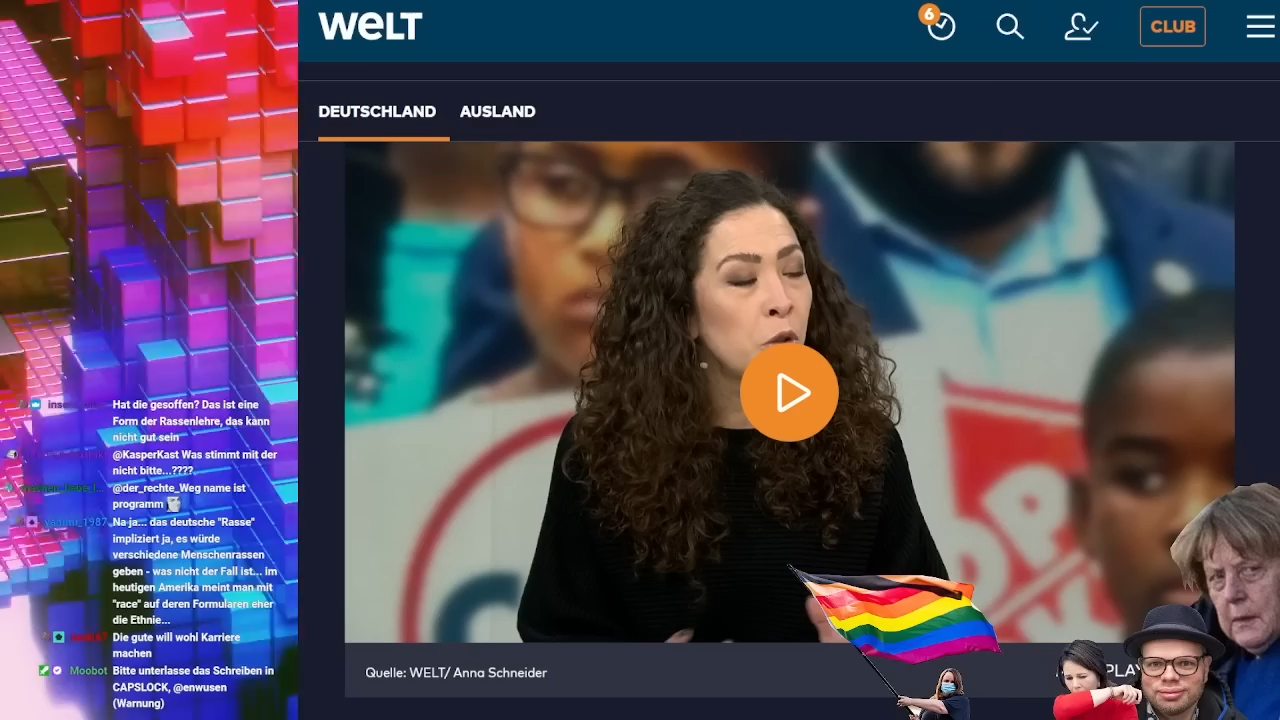 WELT
6
CLUB
DEUTSCHLAND AUSLAND
Hat die gesoffen? Das ist eine
Form der Rassenlehre, das kann
nicht gut sein
@KasperKast Was stimmt mit der
nicht bitte...????
@der_rechte_Weg name ist
programm
vadimi_1987 Na ja... das deutsche "Rasse"
impliziert ja, es würde
verschiedene Menschenrassen
geben - was nicht der Fall ist... im
heutigen Amerika meint man mit
"race" auf deren Formularen eher
die Ethnie...
Die gute will wohl Karriere
machen
Moobot Bitte unterlasse das Schreiben in
CAPSLOCK, @enwusen
(Warnung)
Quelle: WELT/ Anna Schneider